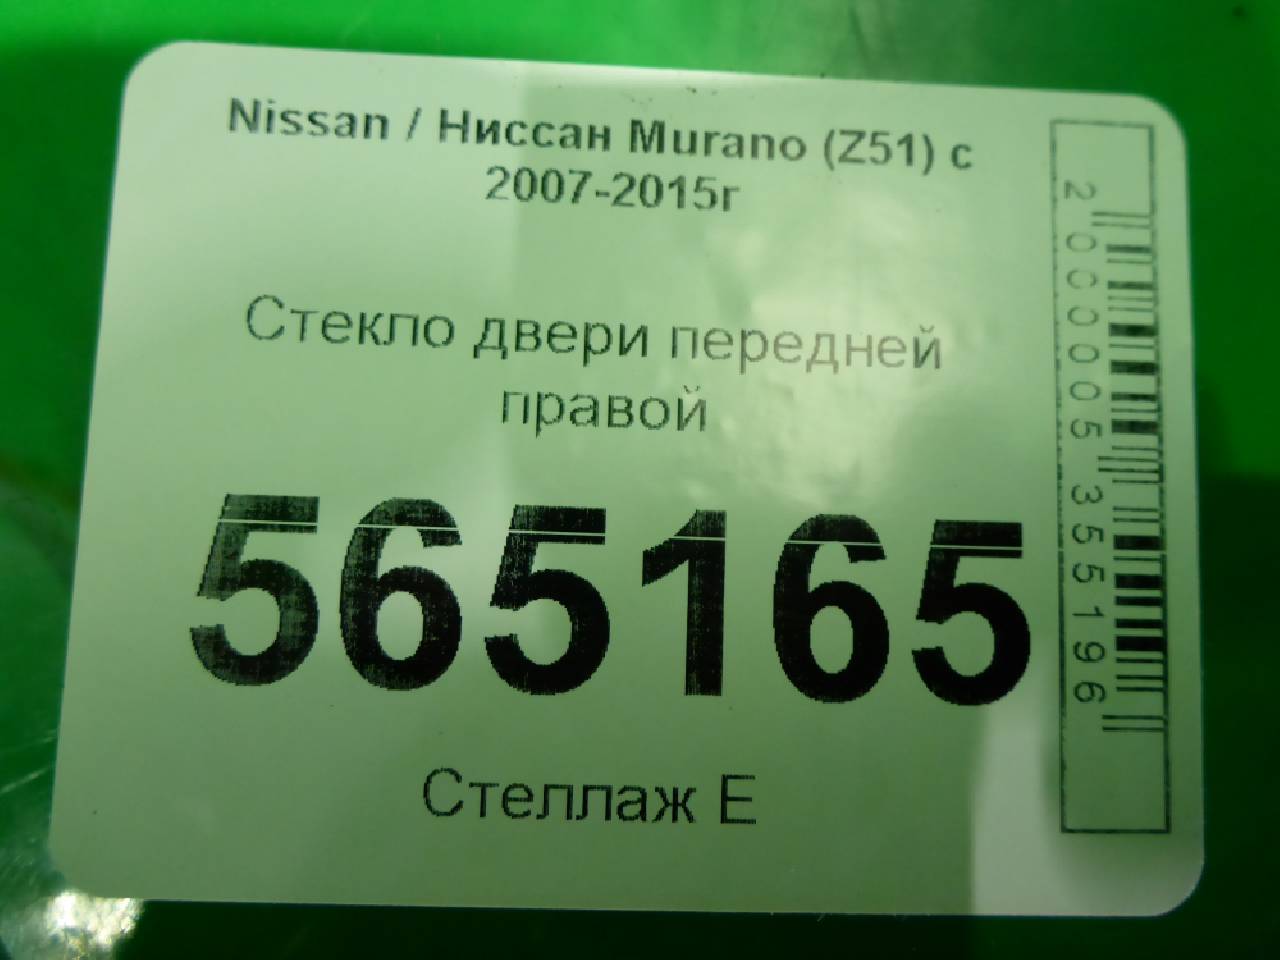 Nissan / Ниссан Murano (Z51) с
2007-2015г
Стекло двери передней
правой
565165
Стеллаж Е
2000005355196